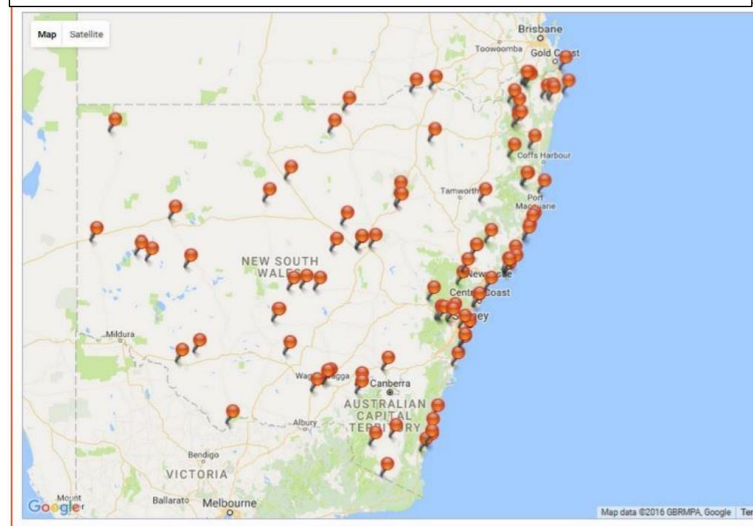 Map Satellite
Brisbane
Toowoomba
Gold Coast
Coffs Harbour
Tamworth
Port
Macquarie
NEW SOUTH
WALES
Newcastle
Central Coast
Sydney
Mildura
Wagga Wagga
Canberra
AUSTRALIAN
CAPITAL
TERRITORY
Albury
Bendigo
VICTORIA
Ballarat
Melbourne
Mount
Google
Map data ©2016 GBRMPA, Google